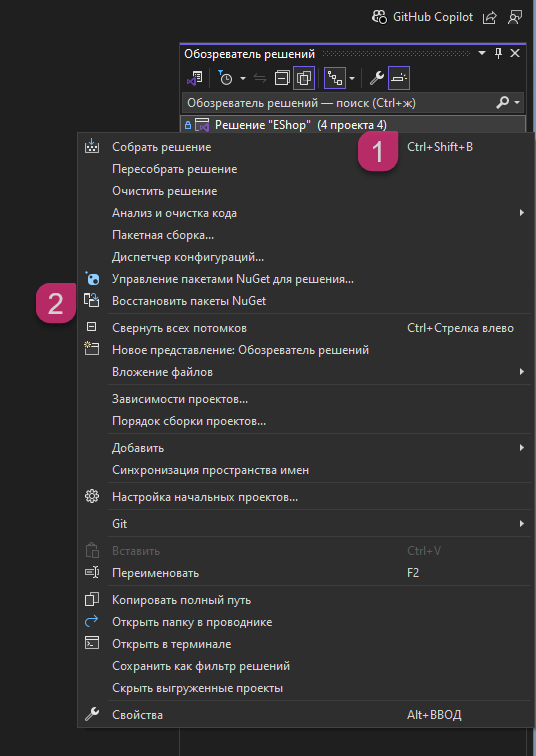 GitHub Copilot
Обозреватель решений
Обозреватель решений — поиск (Ctrl+ж)
Решение "EShop" (4 проекта 4)
1
Собрать решение Ctrl+Shift+B
Пересобрать решение
Очистить решение
Анализ и очистка кода
Пакетная сборка...
Диспетчер конфигураций...
Управление пакетами NuGet для решения...
2
Восстановить пакеты NuGet
Свернуть всех потомков Ctrl+Стрелка влево
Новое представление: Обозреватель решений
Вложение файлов
Зависимости проектов...
Порядок сборки проектов...
Добавить
Синхронизация пространства имен
Настройка начальных проектов...
Git
Вставить Ctrl+V
Переименовать F2
Копировать полный путь
Открыть папку в проводнике
Открыть в терминале
Сохранить как фильтр решений
Скрыть выгруженные проекты
Свойства Alt+ВВОД